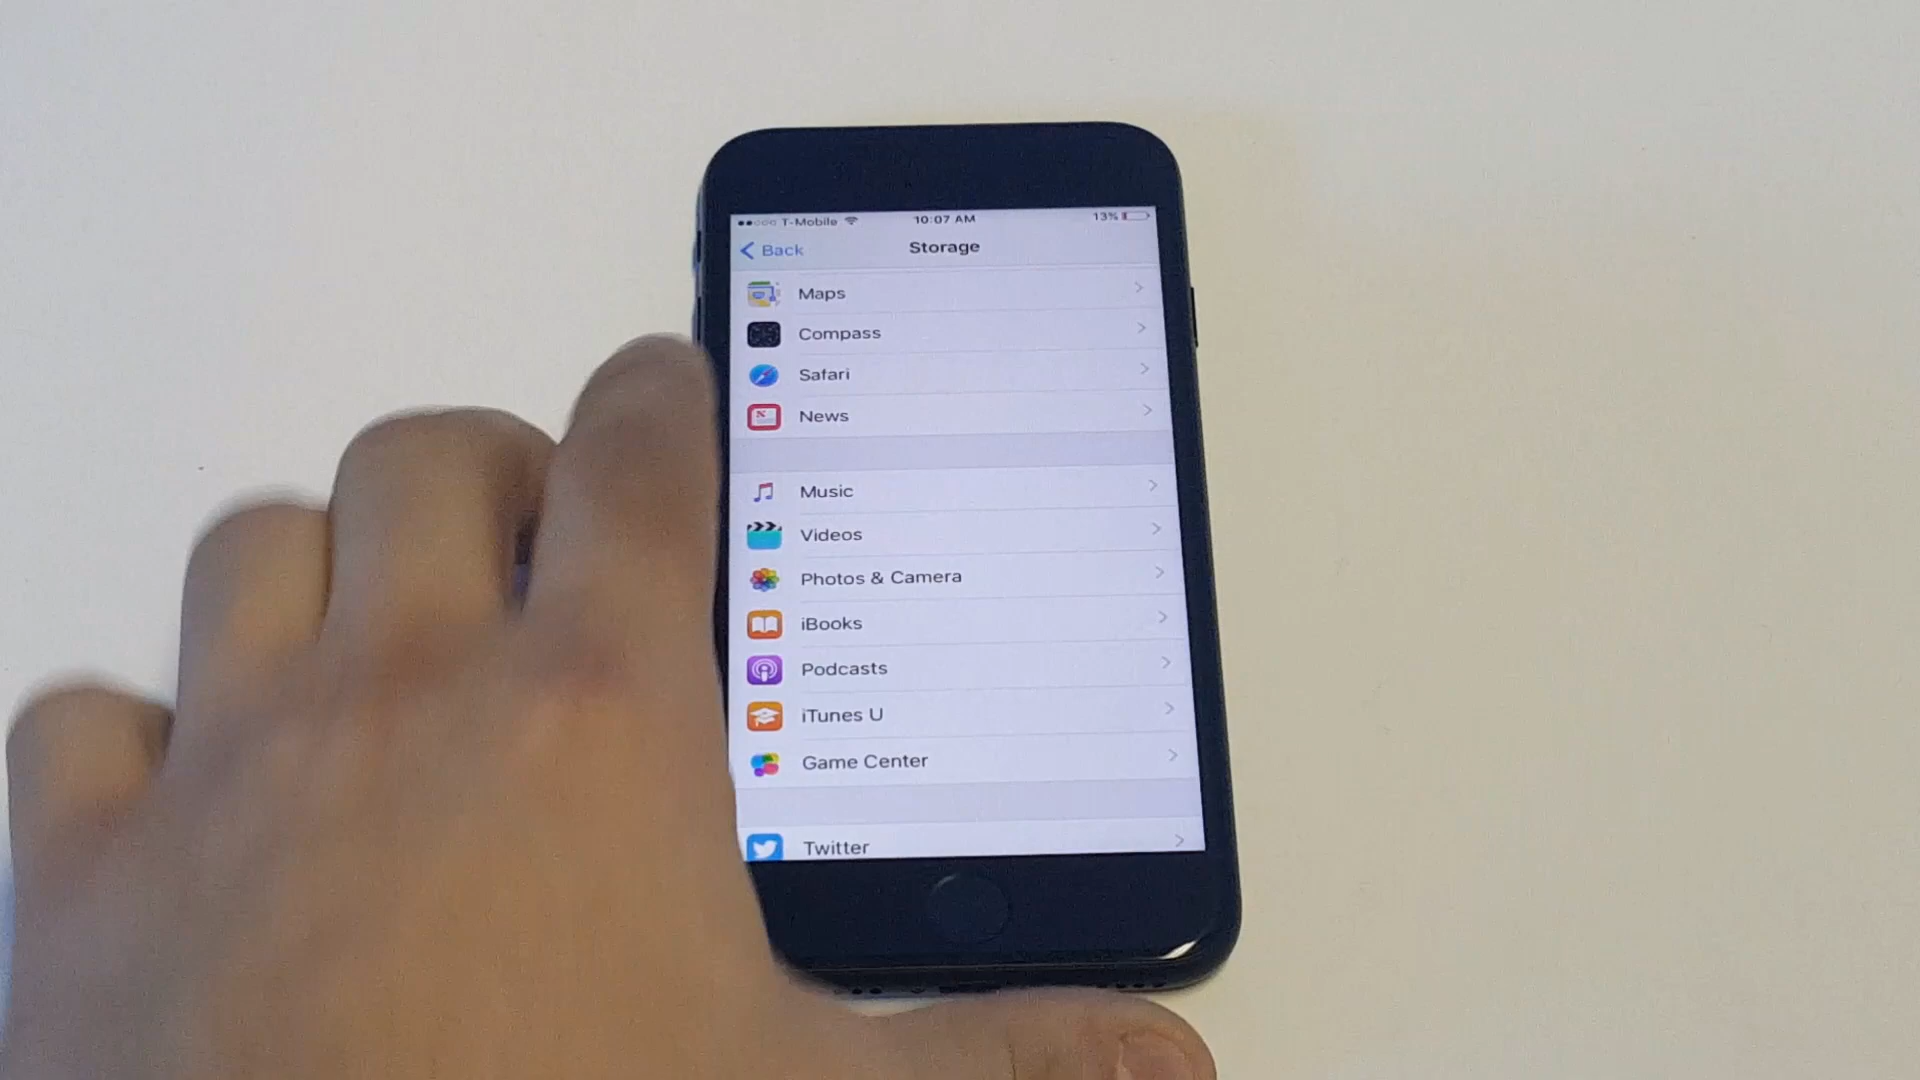 T-Mobile 10:07 AM 13%
Back Storage
Maps
Compass
Safari
News
Music
Videos
Photos & Camera
iBooks
Podcasts
iTunes U
Game Center
Twitter